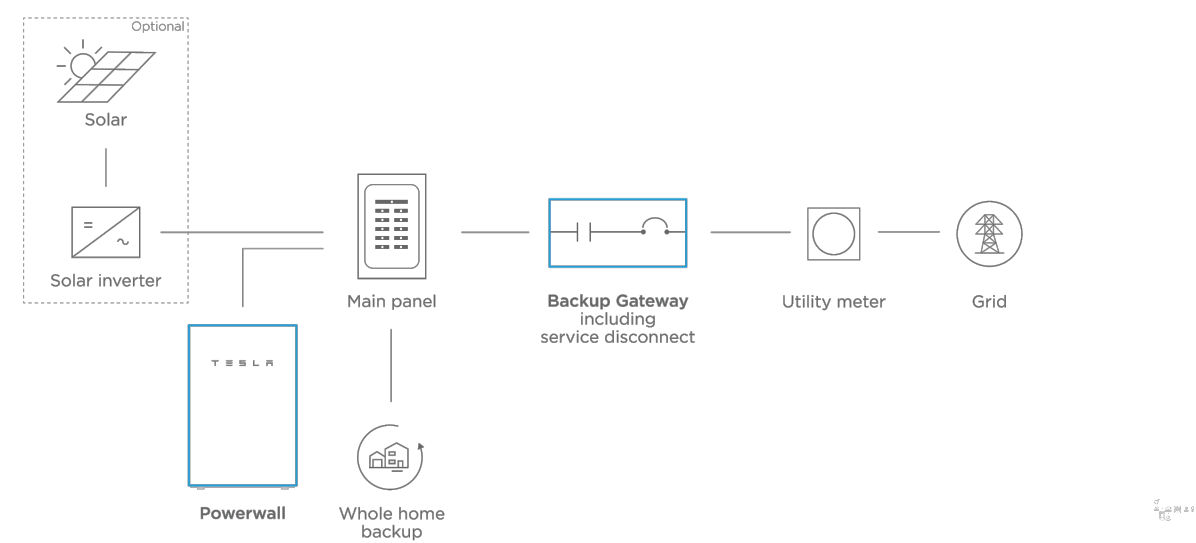 Optional
Solar
Solar inverter
Main panel
Backup Gateway
including
service disconnect
Utility meter
Grid
TESLA
Powerwall
Whole home
backup